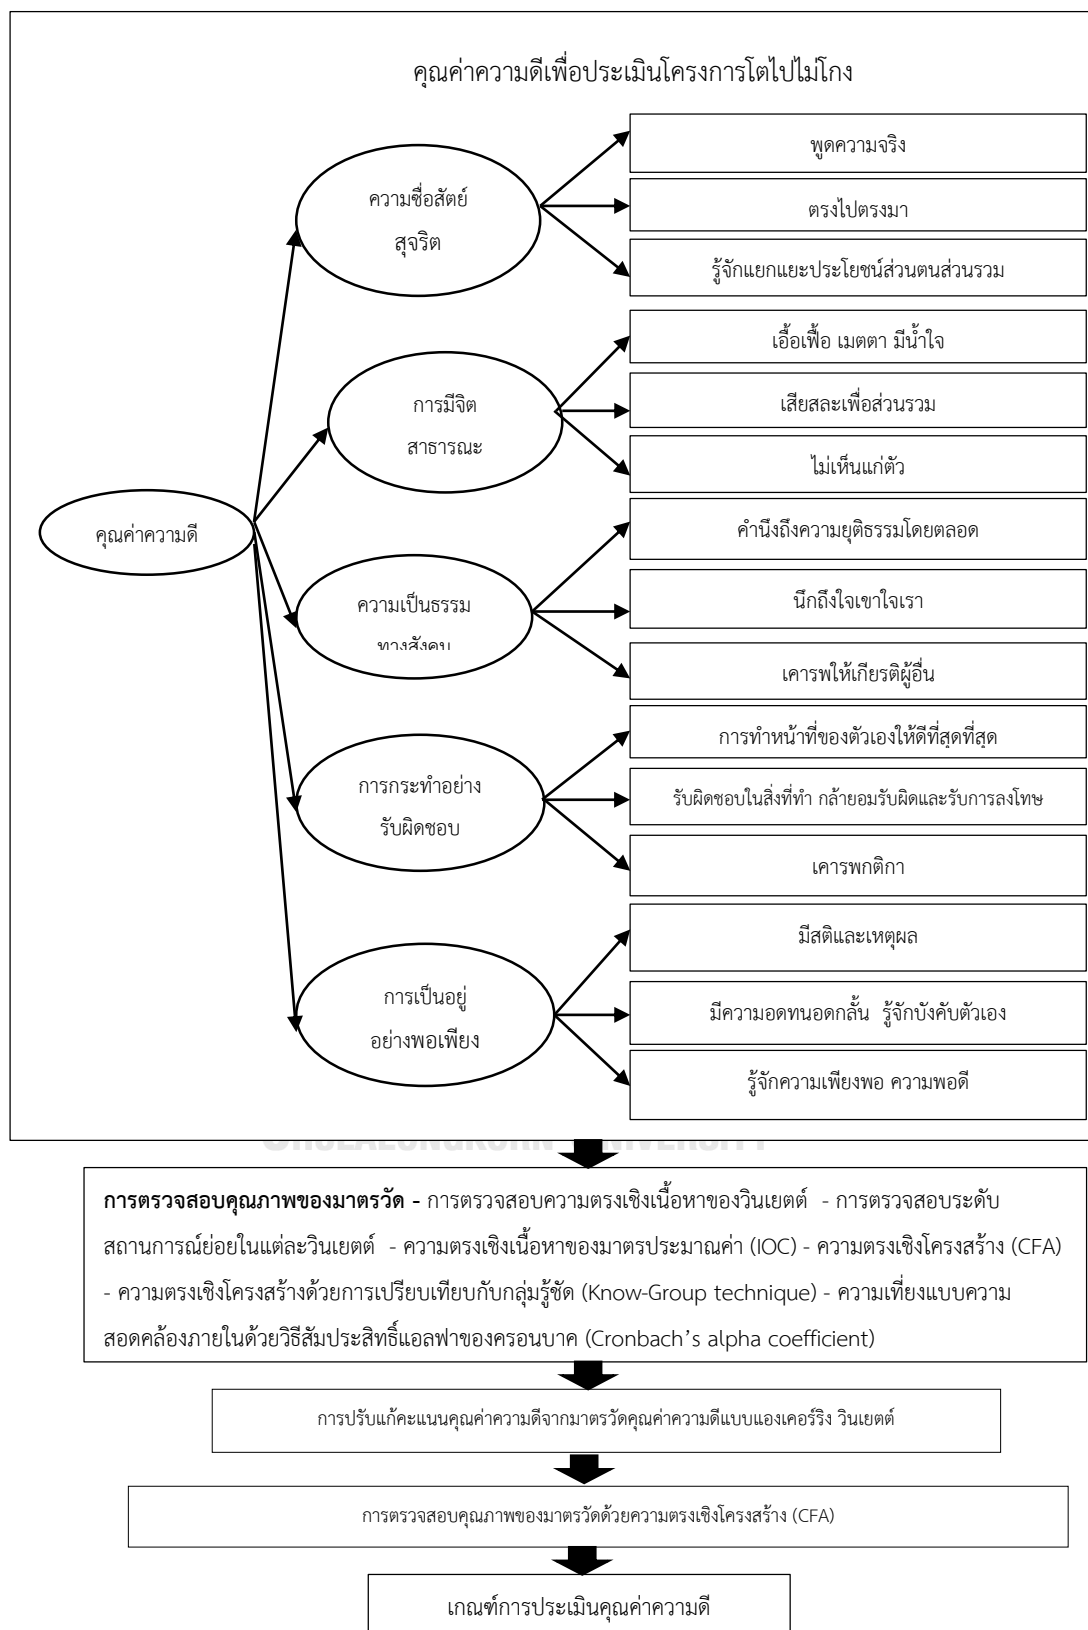 คุณค่าความดีเพื่อประเมินโครงการโตไปไม่โกง
พูดความจริง
ความซื่อสัตย์
สุจริต
ตรงไปตรงมา
รู้จักแยกแยะประโยชน์ส่วนตนส่วนรวม
เอื้อเฟื้อ เมตตา มีน้ำใจ
การมีจิต
สาธารณะ
เสียสละเพื่อส่วนรวม
ไม่เห็นแก่ตัว
คุณค่าความดี
คำนึงถึงความยุติธรรมโดยตลอด
ความเป็นธรรม
ทางสังคม
นึกถึงใจเขาใจเรา
เคารพให้เกียรติผู้อื่น
การทำหน้าที่ของตัวเองให้ดีที่สุดที่สุด
การกระทำอย่าง
รับผิดชอบ
รับผิดชอบในสิ่งที่ทำ กล้ายอมรับผิดและรับการลงโทษ
เคารพกติกา
มีสติและเหตุผล
การเป็นอยู่
อย่างพอเพียง
มีความอดทนอดกลั้น รู้จักบังคับตัวเอง
รู้จักความเพียงพอ ความพอดี
CHULALONGKORN UNIVERSITY
การตรวจสอบคุณภาพของมาตรวัด - การตรวจสอบความตรงเชิงเนื้อหาของวินเยตต์ - การตรวจสอบระดับ
สถานการณ์ย่อยในแต่ละวินเยตต์ - ความตรงเชิงเนื้อหาของมาตรประมาณค่า (IOC) - ความตรงเชิงโครงสร้าง (CFA)
- ความตรงเชิงโครงสร้างด้วยการเปรียบเทียบกับกลุ่มรู้ชัด (Know-Group technique) - ความเที่ยงแบบความ
สอดคล้องภายในด้วยวิธีสัมประสิทธิ์แอลฟาของครอนบาค (Cronbach's alpha coefficient)
การปรับแก้คะแนนคุณค่าความดีจากมาตรวัดคุณค่าความดีแบบแองเคอร์ริง วินเยตต์
การตรวจสอบคุณภาพของมาตรวัดด้วยความตรงเชิงโครงสร้าง (CFA)
เกณฑ์การประเมินคุณค่าความดี